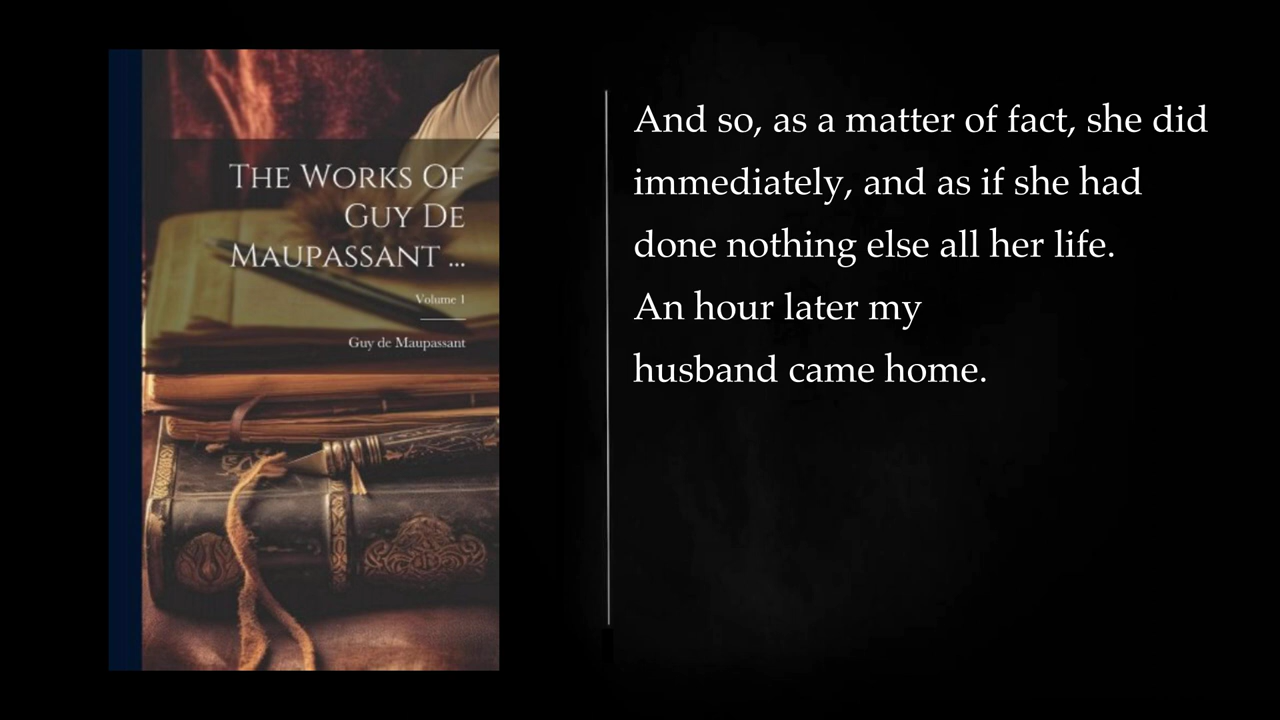 THE WORKS OF
GUY DE
MAUPASSANT ...
Volume 1
Guy de Maupassant
And so, as a matter of fact, she did
immediately, and as if she had
done nothing else all her life.
An hour later my
husband came home.